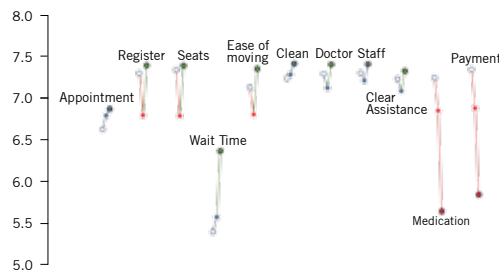 8.0
7.5
7.0
6.5
6.0
5.5
5.0
Appointment
Register
Seats
Wait Time
Ease of
moving
Clean
Doctor
Staff
Clear
Assistance
Medication
Payment